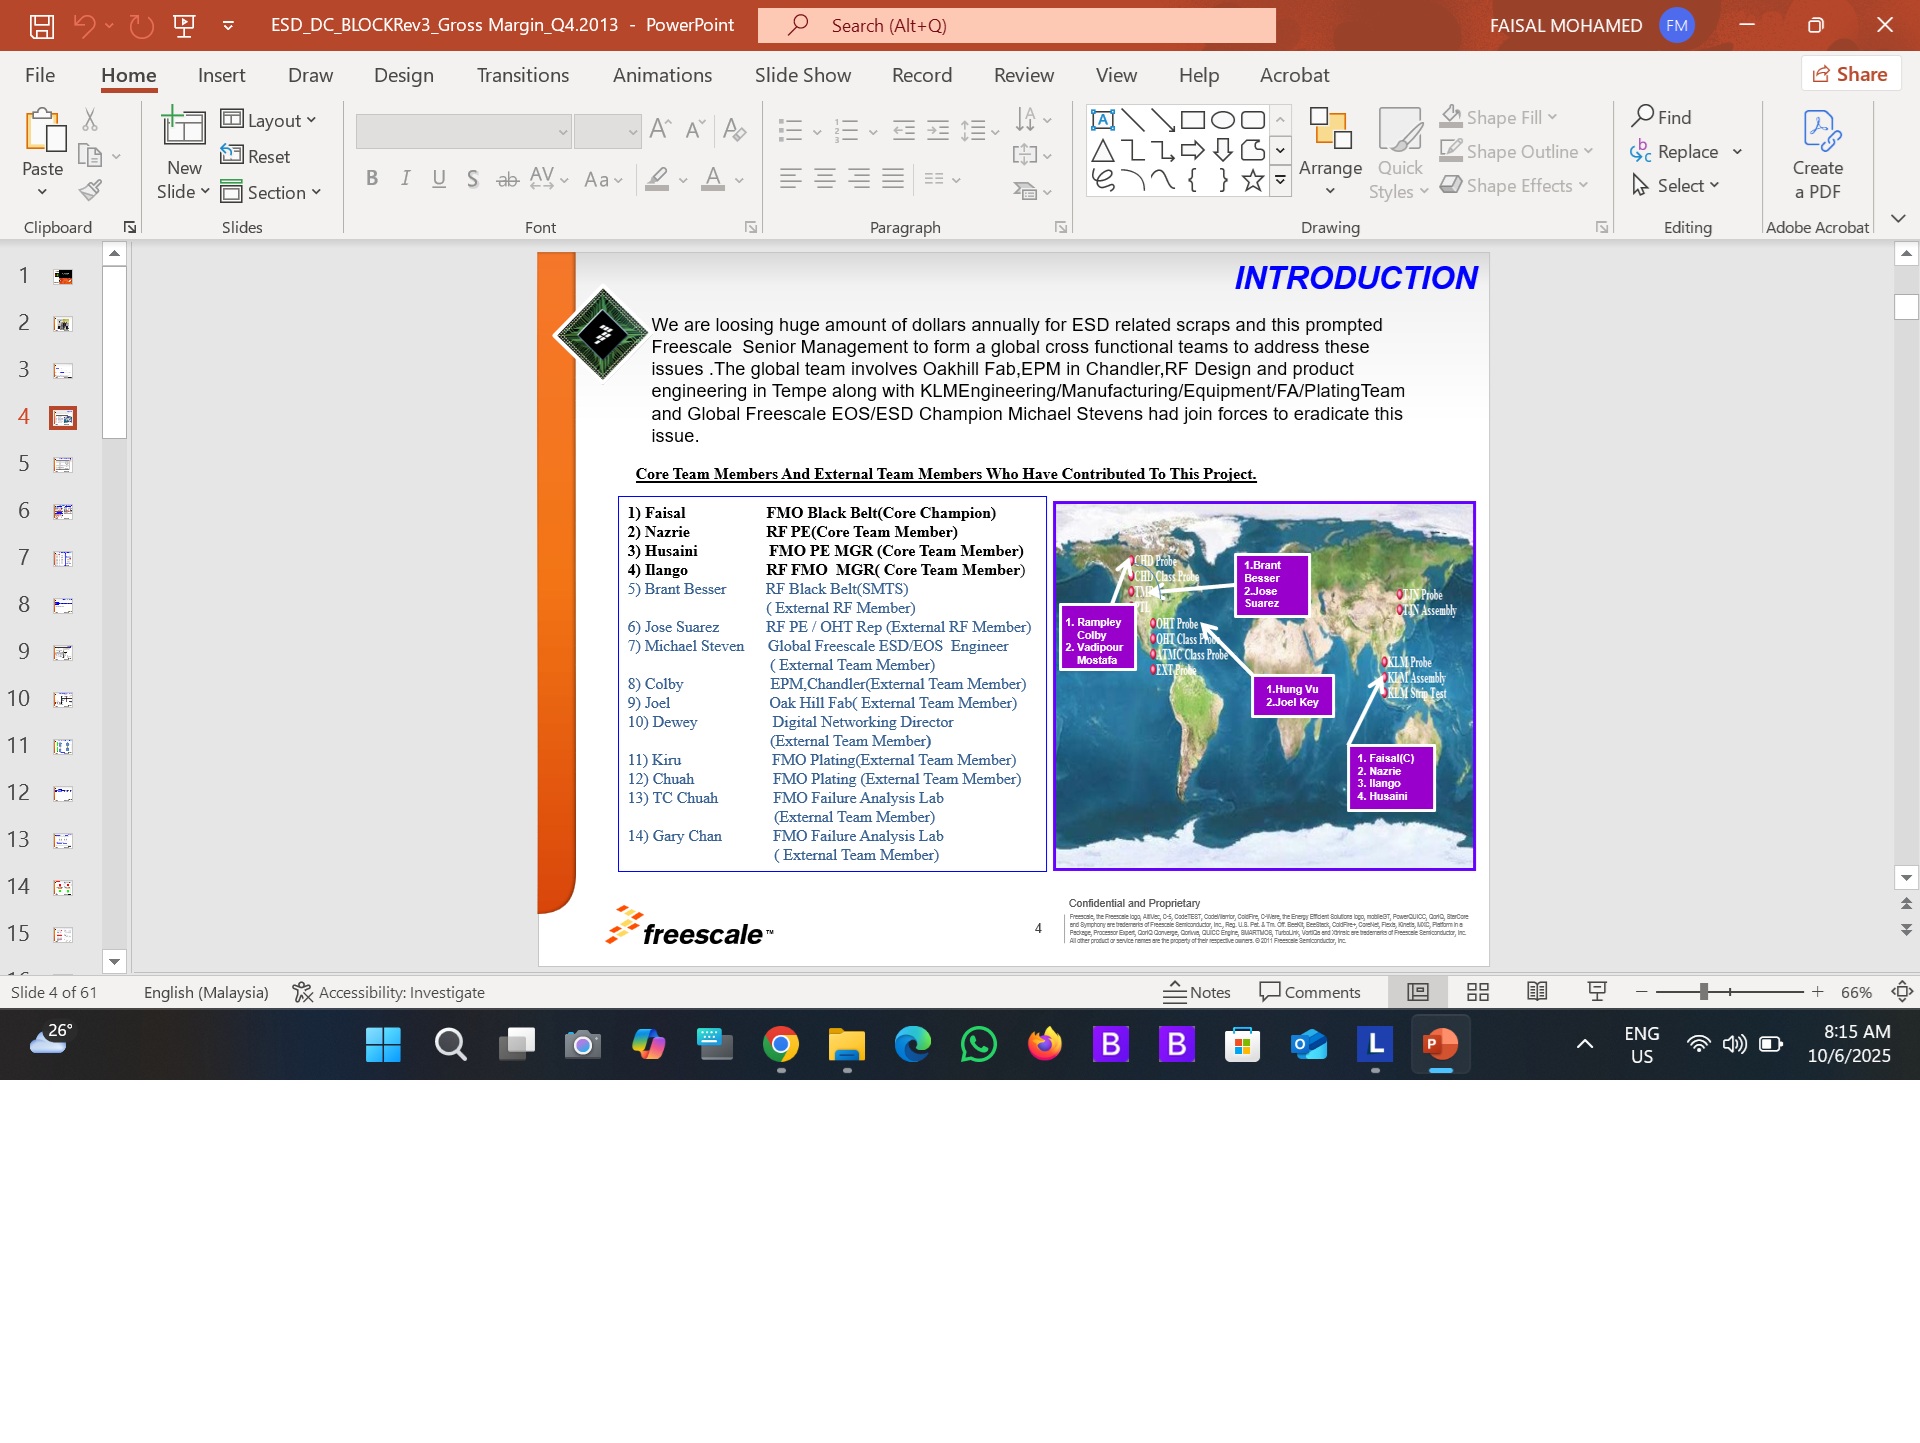 ESD_DC_BLOCKRev3_Gross Margin_Q4.2013 - PowerPoint
Search (Alt+Q)
FAISAL MOHAMED
FM
File
Home
Insert
Draw
Design
Transitions
Animations
Slide Show
Record
Review
View
Help
Acrobat
Share
Paste
New
Slide
Layout
Reset
Section
B I U S ab AV Aa A
Arrange
Quick
Styles
Shape Fill
Shape Outline
Shape Effects
Find
Replace
Select
Create
a PDF
Clipboard
Slides
Font
Paragraph
Drawing
Editing
Adobe Acrobat
1
2
3
4
5
6
7
8
9
10
11
12
13
14
15
INTRODUCTION
We are loosing huge amount of dollars annually for ESD related scraps and this prompted
Freescale Senior Management to form a global cross functional teams to address these
issues .The global team involves Oakhill Fab,EPM in Chandler,RF Design and product
engineering in Tempe along with KLMEngineering/Manufacturing/Equipment/FA/PlatingTeam
and Global Freescale EOS/ESD Champion Michael Stevens had join forces to eradicate this
issue.
Core Team Members And External Team Members Who Have Contributed To This Project.
1) Faisal FMO Black Belt(Core Champion)
2) Nazrie RF PE(Core Team Member)
3) Husaini FMO PE MGR (Core Team Member)
4) Ilango RF FMO MGR( Core Team Member)
5) Brant Besser RF Black Belt(SMTS)
( External RF Member)
6) Jose Suarez RF PE / OHT Rep (External RF Member)
7) Michael Steven Global Freescale ESD/EOS Engineer
( External Team Member)
8) Colby EPM,Chandler(External Team Member)
9) Joel Oak Hill Fab( External Team Member)
10) Dewey Digital Networking Director
(External Team Member)
11) Kiru FMO Plating(External Team Member)
12) Chuah FMO Plating (External Team Member)
13) TC Chuah FMO Failure Analysis Lab
(External Team Member)
14) Gary Chan FMO Failure Analysis Lab
( External Team Member)
CHD Probe
CHD Class Probe
1.Brant
Besser
2.Jose
Suarez
TJN Probe
TJN Assembly
1. Rampley
Colby
2. Vadipour
Mostafa
OHT Probe
OHT Class Probe
ATMC Class Probe
EXT Probe
KLM Probe
KLM Assembly
KLM Strip Test
1.Hung Vu
2.Joel Key
1. Faisal(C)
2. Nazrie
3. Ilango
4. Husaini
freescale™
4
Confidential and Proprietary
Slide 4 of 61
English (Malaysia)
Accessibility: Investigate
Notes
Comments
66%
26°
ENG
US
8:15 AM
10/6/2025